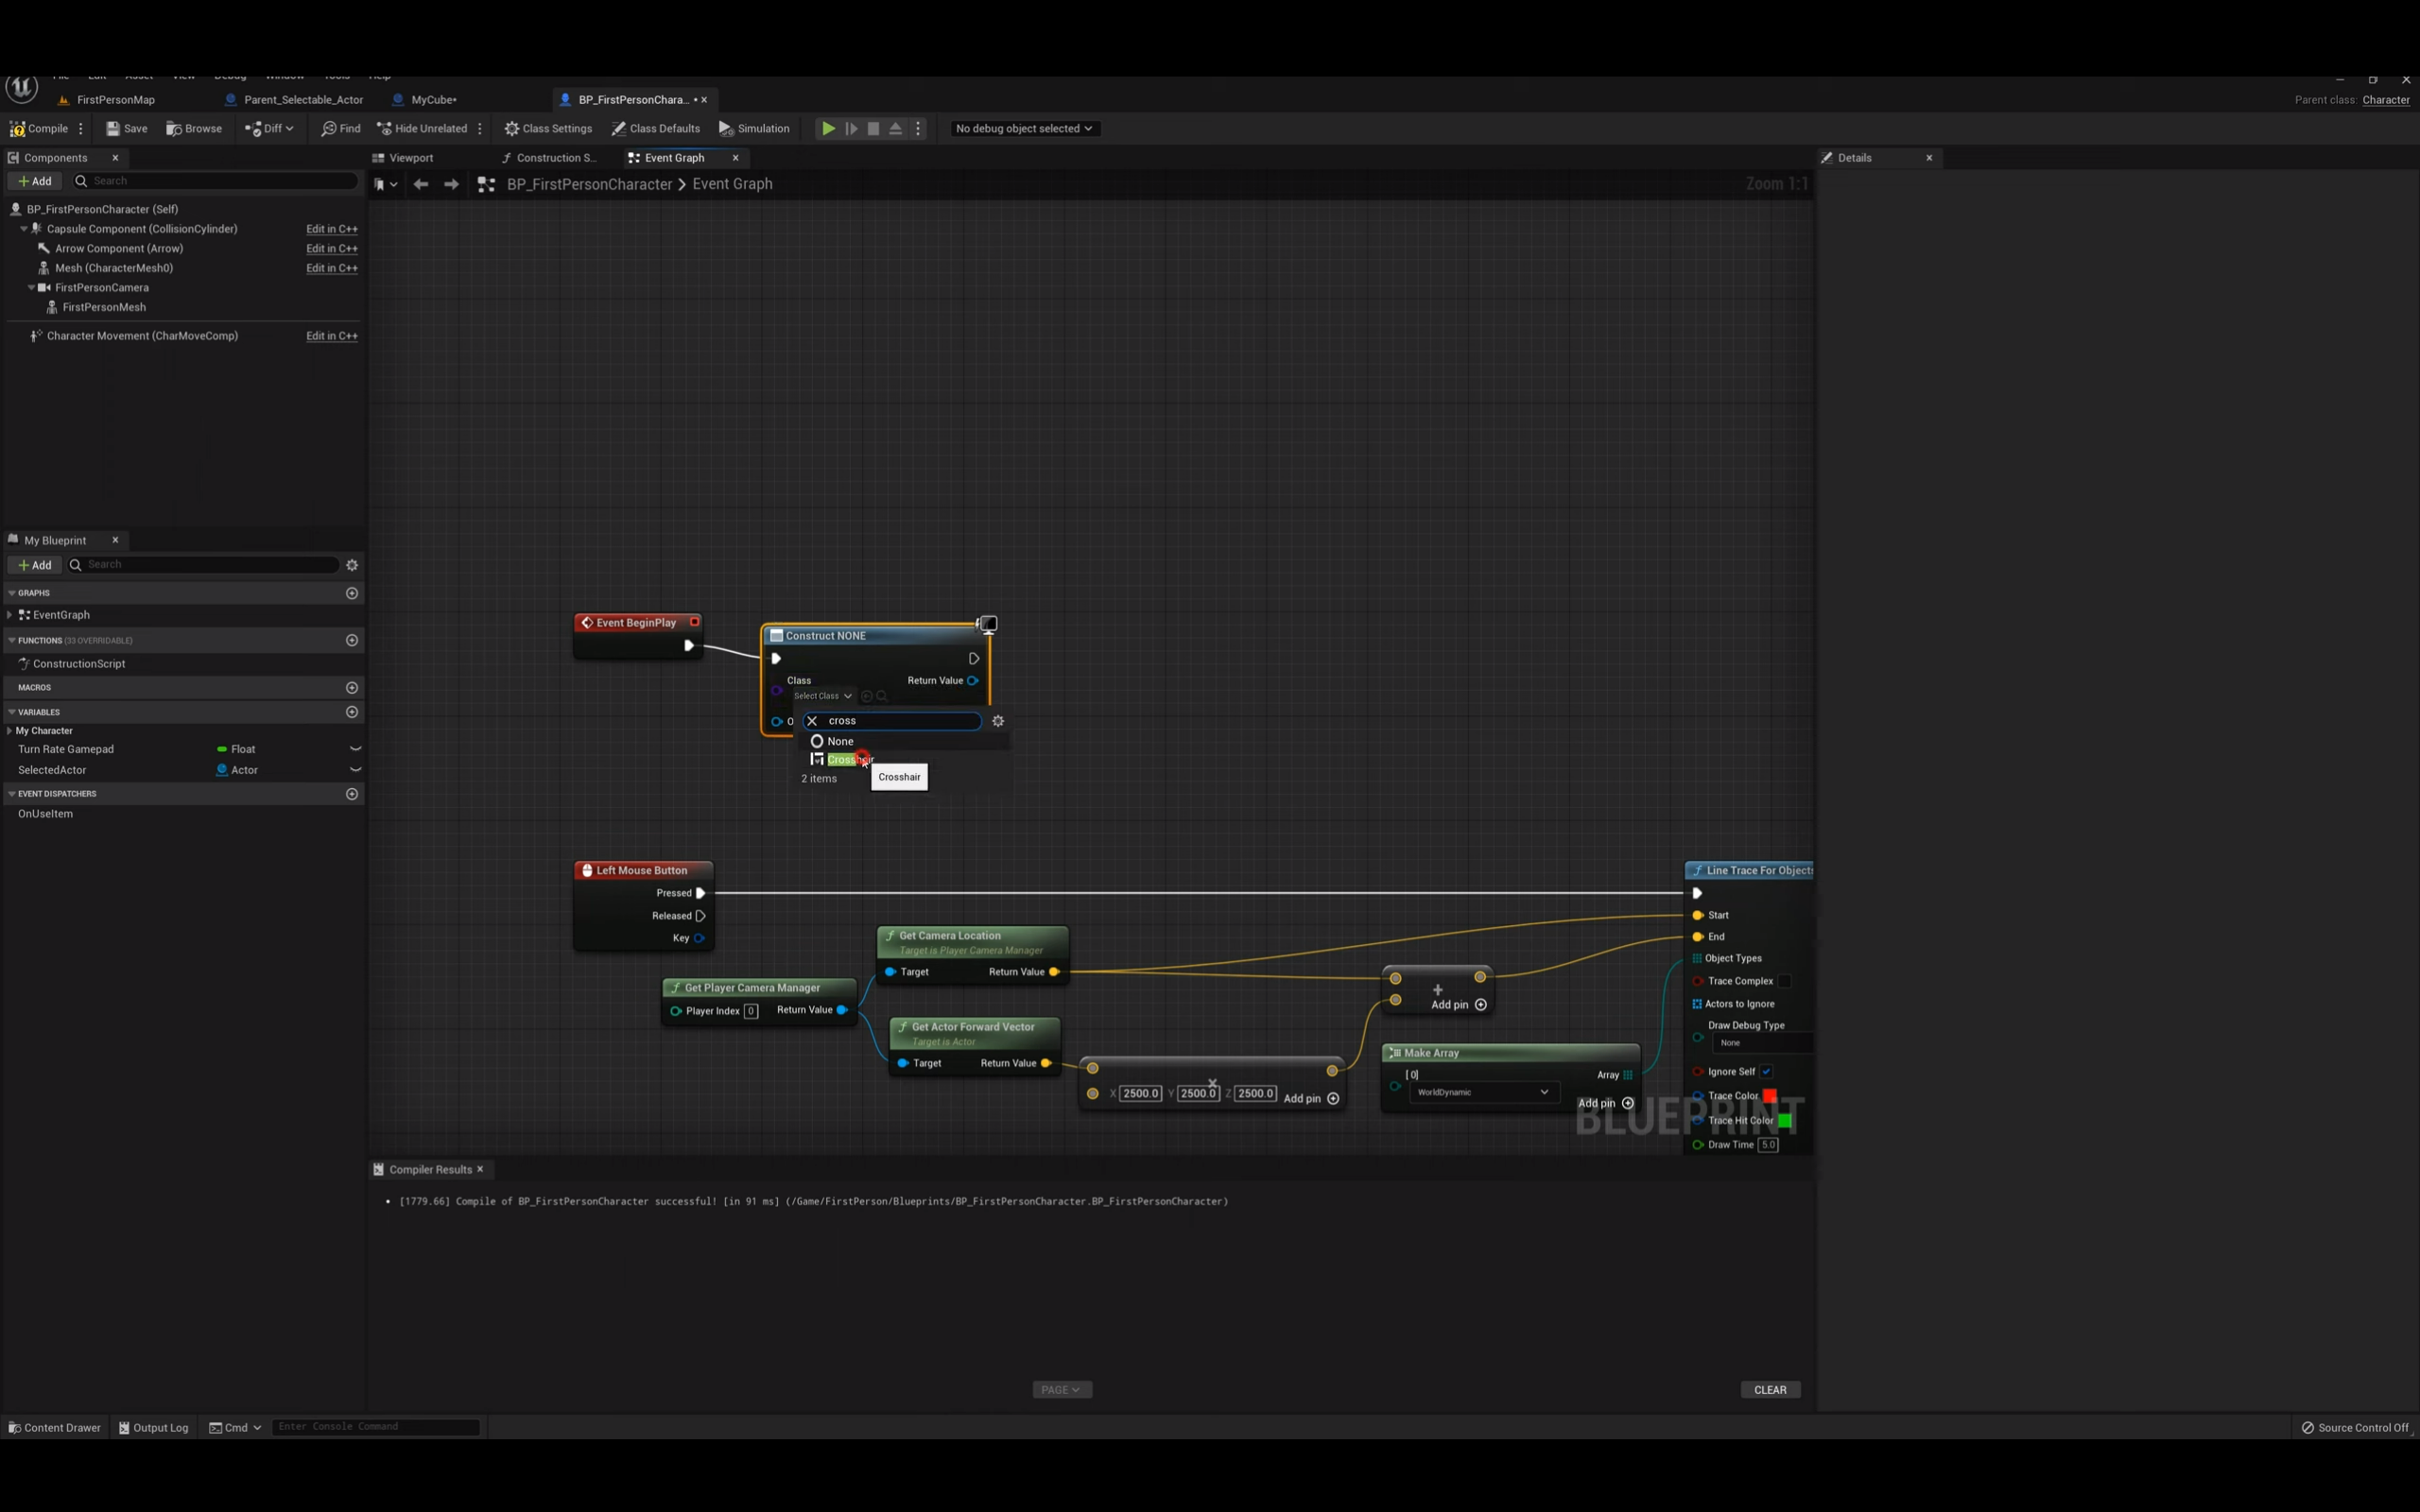 File Edit Asset View Debug Window Tools Help
FirstPersonMap Parent_Selectable_Actor MyCube• BP_FirstPersonChara... •
Parent class: Character
Compile Save Browse Diff Find Hide Unrelated Class Settings Class Defaults Simulation No debug object selected
Components
Add Search
BP_FirstPersonCharacter (Self)
Capsule Component (CollisionCylinder) Edit in C++
Arrow Component (Arrow) Edit in C++
Mesh (CharacterMesh0) Edit in C++
FirstPersonCamera
FirstPersonMesh
Character Movement (CharMoveComp) Edit in C++
My Blueprint
Add Search
GRAPHS
EventGraph
FUNCTIONS (33 OVERRIDABLE)
ConstructionScript
MACROS
VARIABLES
My Character
Turn Rate Gamepad Float
SelectedActor Actor
EVENT DISPATCHERS
OnUseItem
Viewport Construction S... Event Graph
BP_FirstPersonCharacter > Event Graph Zoom 1:1
Event BeginPlay
Construct NONE
Class Return Value
Select Class
O
cross
None
Crosshair
2 items
Crosshair
Left Mouse Button
Pressed
Released
Key
Get Player Camera Manager
Player Index 0 Return Value
Get Camera Location
Target is Player Camera Manager
Target Return Value
Get Actor Forward Vector
Target is Actor
Target Return Value
X 2500.0 Y 2500.0 Z 2500.0 Add pin
Add pin
Make Array
[0] Array
WorldDynamic
Add pin
Line Trace For Objects
Start
End
Object Types
Trace Complex
Actors to Ignore
Draw Debug Type
None
Ignore Self
Trace Color
Trace Hit Color
Draw Time 5.0
BLUEPRINT
Details
Compiler Results
• [1779.66] Compile of BP_FirstPersonCharacter successful! [in 91 ms] (/Game/FirstPerson/Blueprints/BP_FirstPersonCharacter.BP_FirstPersonCharacter)
PAGE CLEAR
Content Drawer Output Log Cmd Enter Console Command Source Control Off